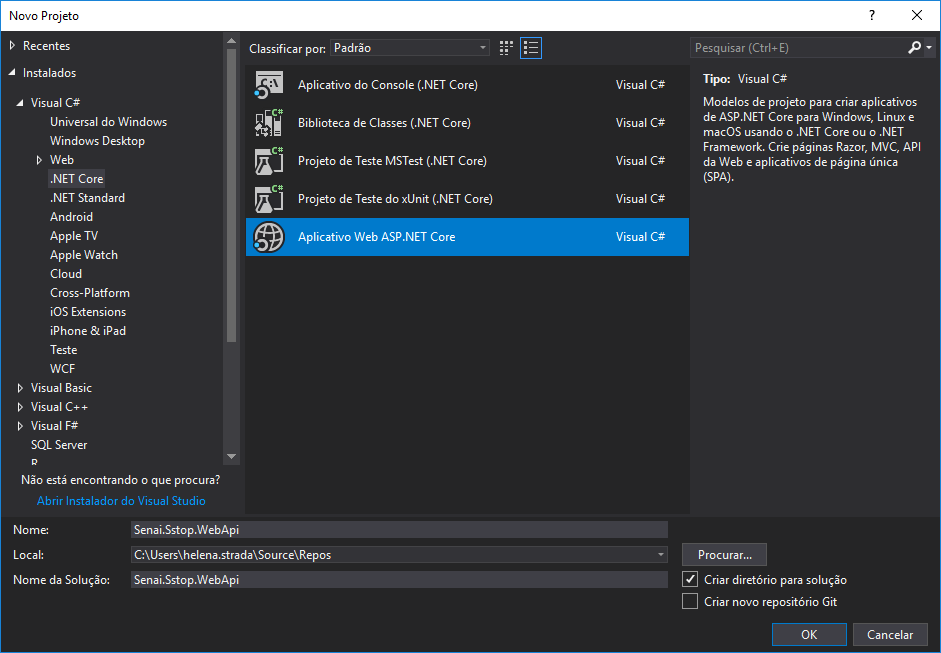 Novo Projeto
?
Recentes
Instalados
Visual C#
Universal do Windows
Windows Desktop
Web
.NET Core
.NET Standard
Android
Apple TV
Apple Watch
Cloud
Cross-Platform
iOS Extensions
iPhone & iPad
Teste
WCF
Visual Basic
Visual C++
Visual F#
SQL Server
R
Não está encontrando o que procura?
Abrir Instalador do Visual Studio
Classificar por: Padrão
Aplicativo do Console (.NET Core) Visual C#
Biblioteca de Classes (.NET Core) Visual C#
Projeto de Teste MSTest (.NET Core) Visual C#
Projeto de Teste do xUnit (.NET Core) Visual C#
Aplicativo Web ASP.NET Core Visual C#
Pesquisar (Ctrl+E)
Tipo: Visual C#
Modelos de projeto para criar aplicativos
de ASP.NET Core para Windows, Linux e
macOS usando o .NET Core ou o .NET
Framework. Crie páginas Razor, MVC, API
da Web e aplicativos de página única
(SPA).
Nome: Senai.Sstop.WebApi
Local: C:\Users\helena.strada\Source\Repos
Procurar...
Nome da Solução: Senai.Sstop.WebApi
Criar diretório para solução
Criar novo repositório Git
OK
Cancelar